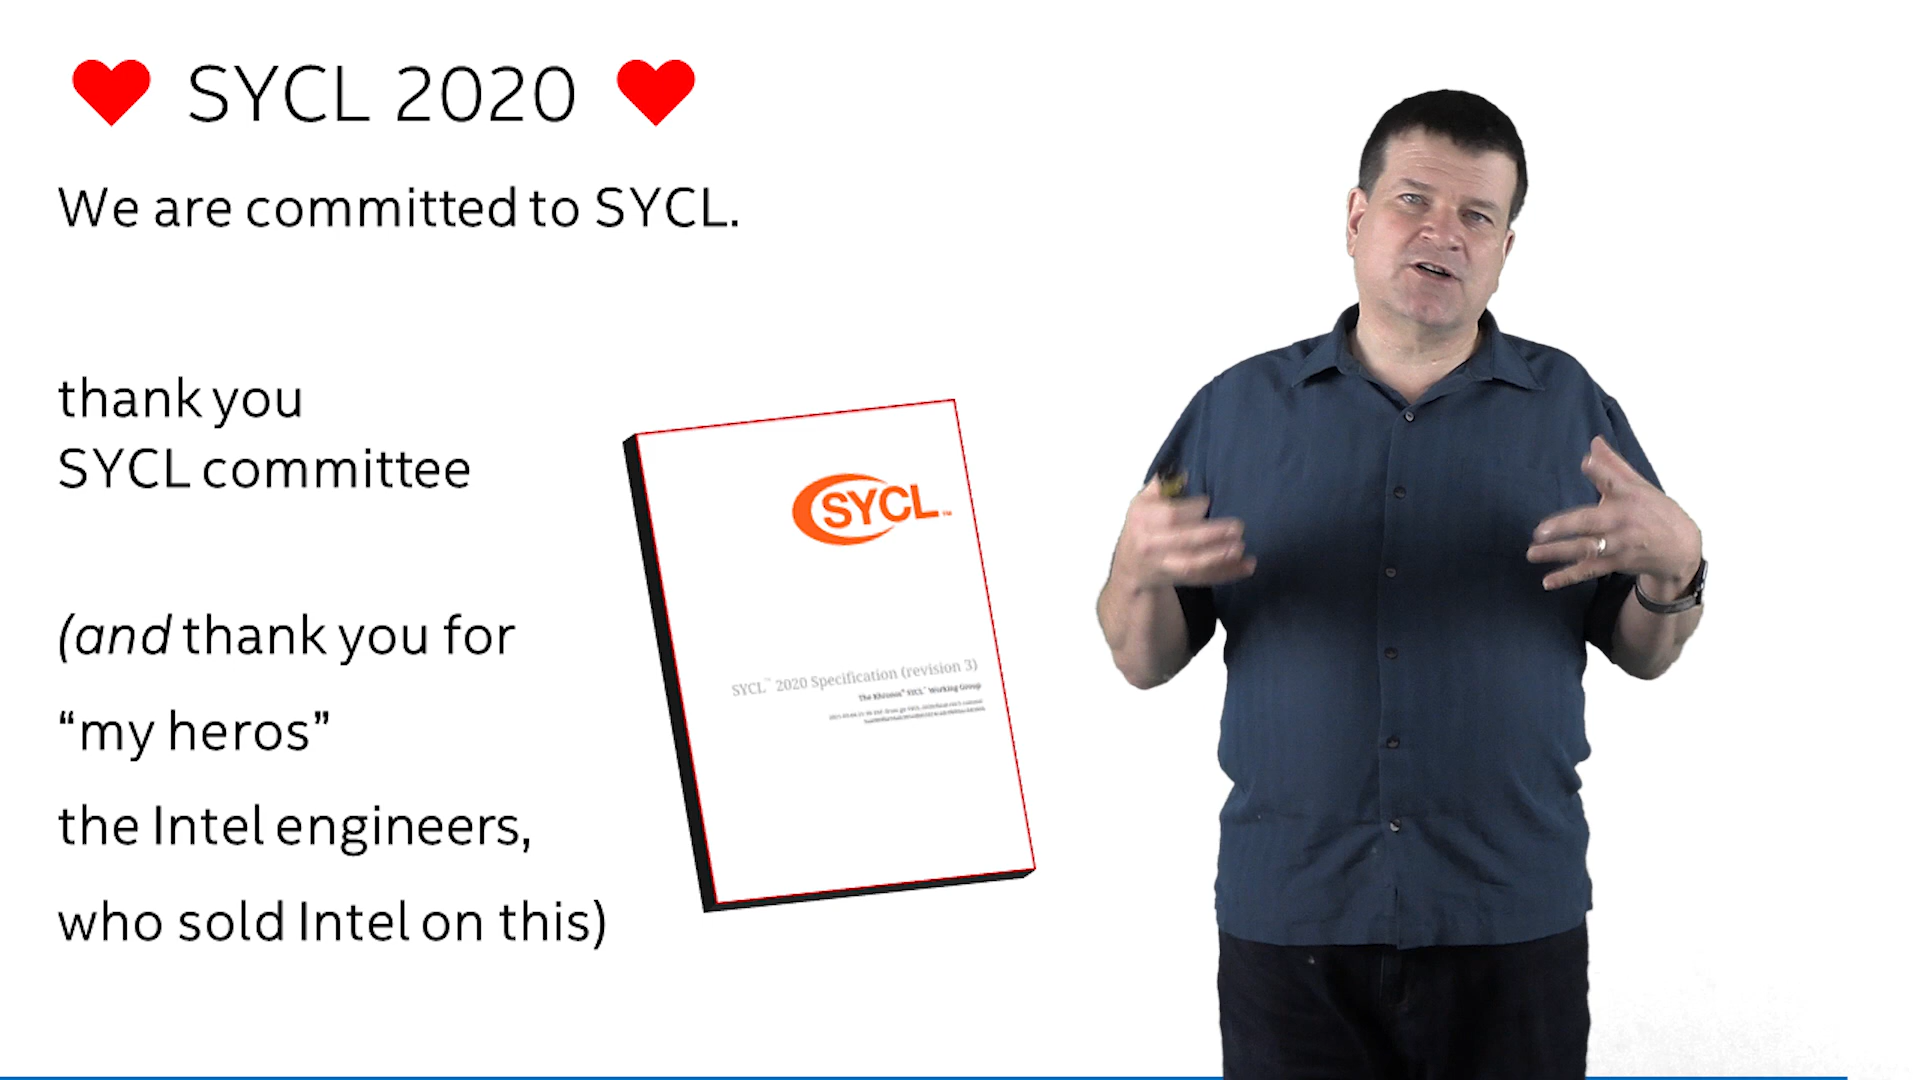 SYCL 2020
We are committed to SYCL.
thank you
SYCL committee
(and thank you for
“my heros”
the Intel engineers,
who sold Intel on this)
SYCL™
SYCL™ 2020 Specification (revision 3)
The Khronos® SYCL™ Working Group